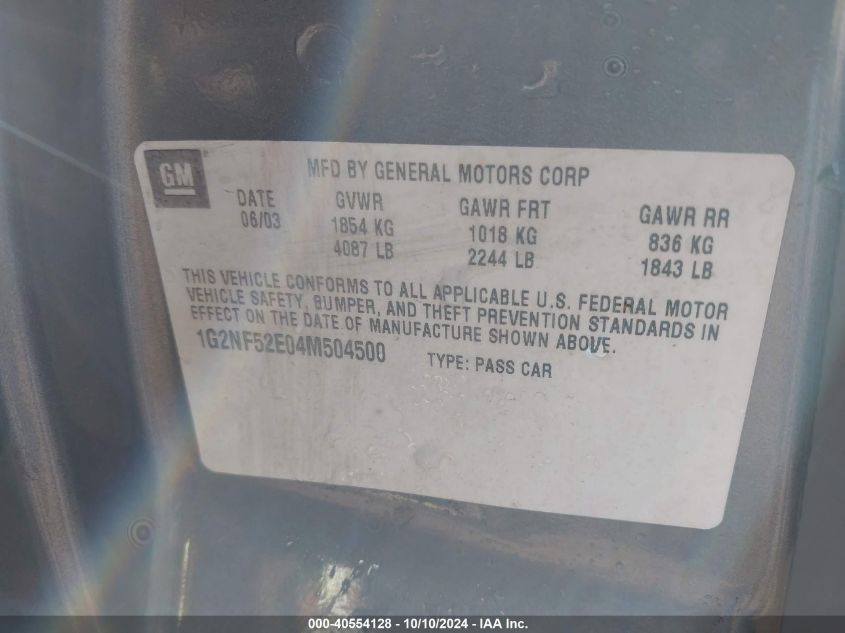 GM
MFD BY GENERAL MOTORS CORP
DATE GVWR GAWR FRT GAWR RR
06/03 1854 KG 1018 KG 836 KG
4087 LB 2244 LB 1843 LB
THIS VEHICLE CONFORMS TO ALL APPLICABLE U.S. FEDERAL MOTOR
VEHICLE SAFETY, BUMPER, AND THEFT PREVENTION STANDARDS IN
EFFECT ON THE DATE OF MANUFACTURE SHOWN ABOVE.
1G2NF52E04M504500 TYPE: PASS CAR
000-40554128 - 10/10/2024 - IAA Inc.